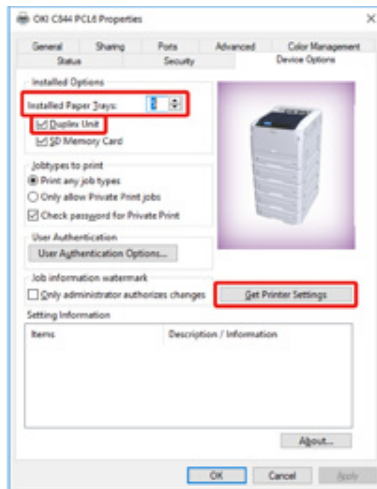 OKI C844 PCL6 Properties
General Sharing Ports Advanced Color Management
Status Security Device Options
Installed Options
Installed Paper Trays:
Duplex Unit
SD Memory Card
Jobtypes to print
Print any job types
Only allow Private Print jobs
Check password for Private Print
User Authentication
User Authentication Options...
Job information watermark
Only administrator authorizes changes
Get Printer Settings
Setting Information
Items Description / Information
About...
OK Cancel Apply